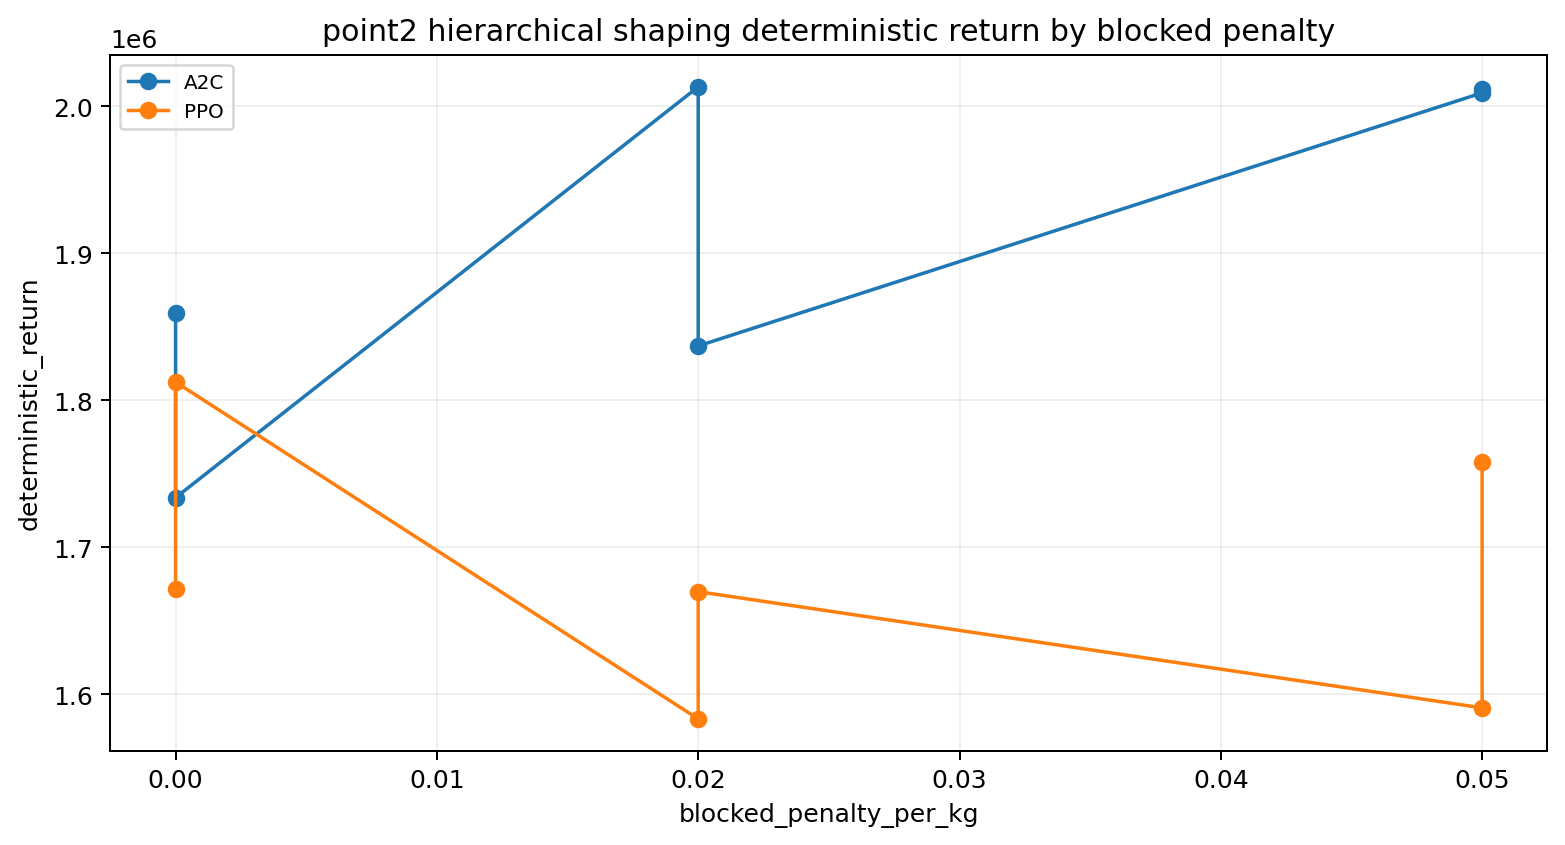 point2 hierarchical shaping deterministic return by blocked penalty
1e6
A2C
PPO
2.0
1.9
1.8
1.7
1.6
deterministic_return
0.00
0.01
0.02
0.03
0.04
0.05
blocked_penalty_per_kg